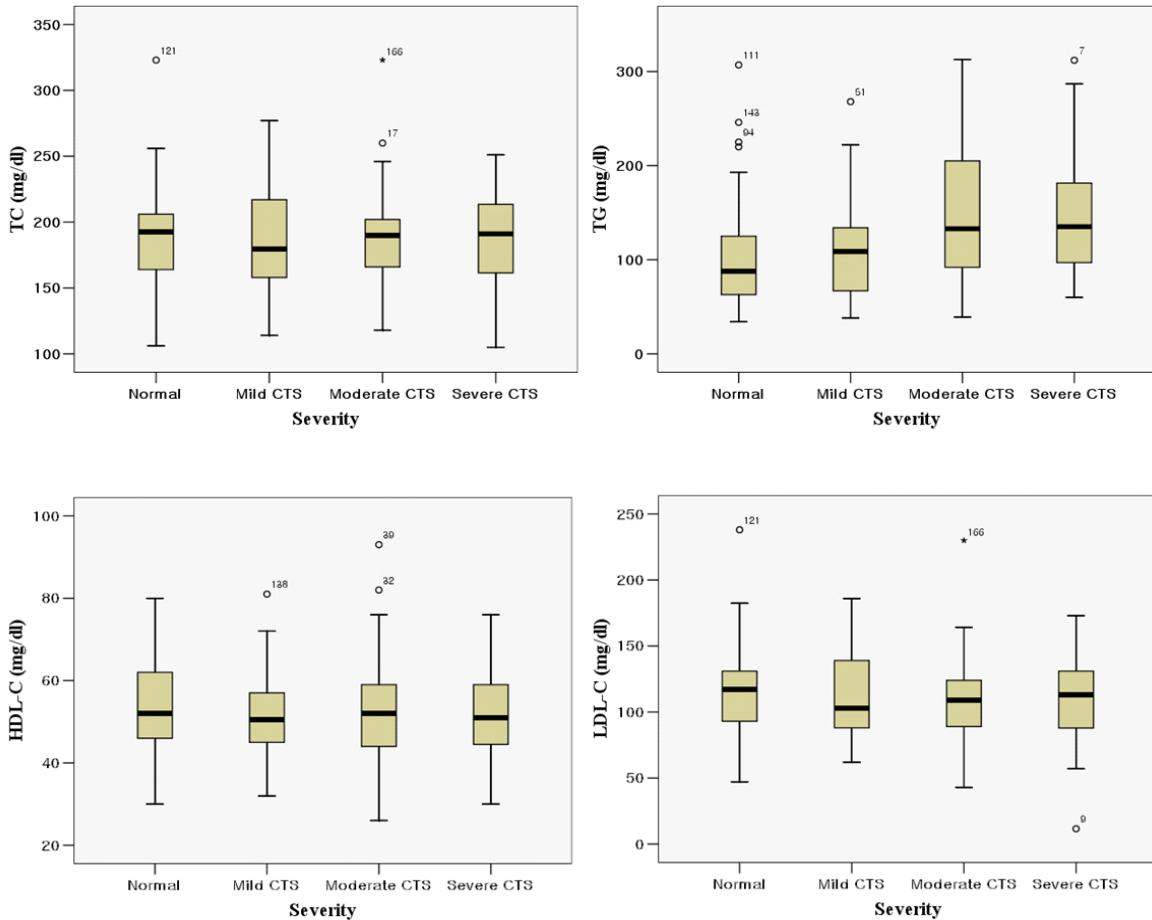 350
300
250
200
150
100
TC (mg/dl)
121
166
17
Normal
Mild CTS
Moderate CTS
Severe CTS
Severity
300
200
100
0
TG (mg/dl)
111
143
94
51
7
Normal
Mild CTS
Moderate CTS
Severe CTS
Severity
100
80
60
40
20
HDL-C (mg/dl)
138
39
32
Normal
Mild CTS
Moderate CTS
Severe CTS
Severity
250
200
150
100
50
0
LDL-C (mg/dl)
121
166
9
Normal
Mild CTS
Moderate CTS
Severe CTS
Severity